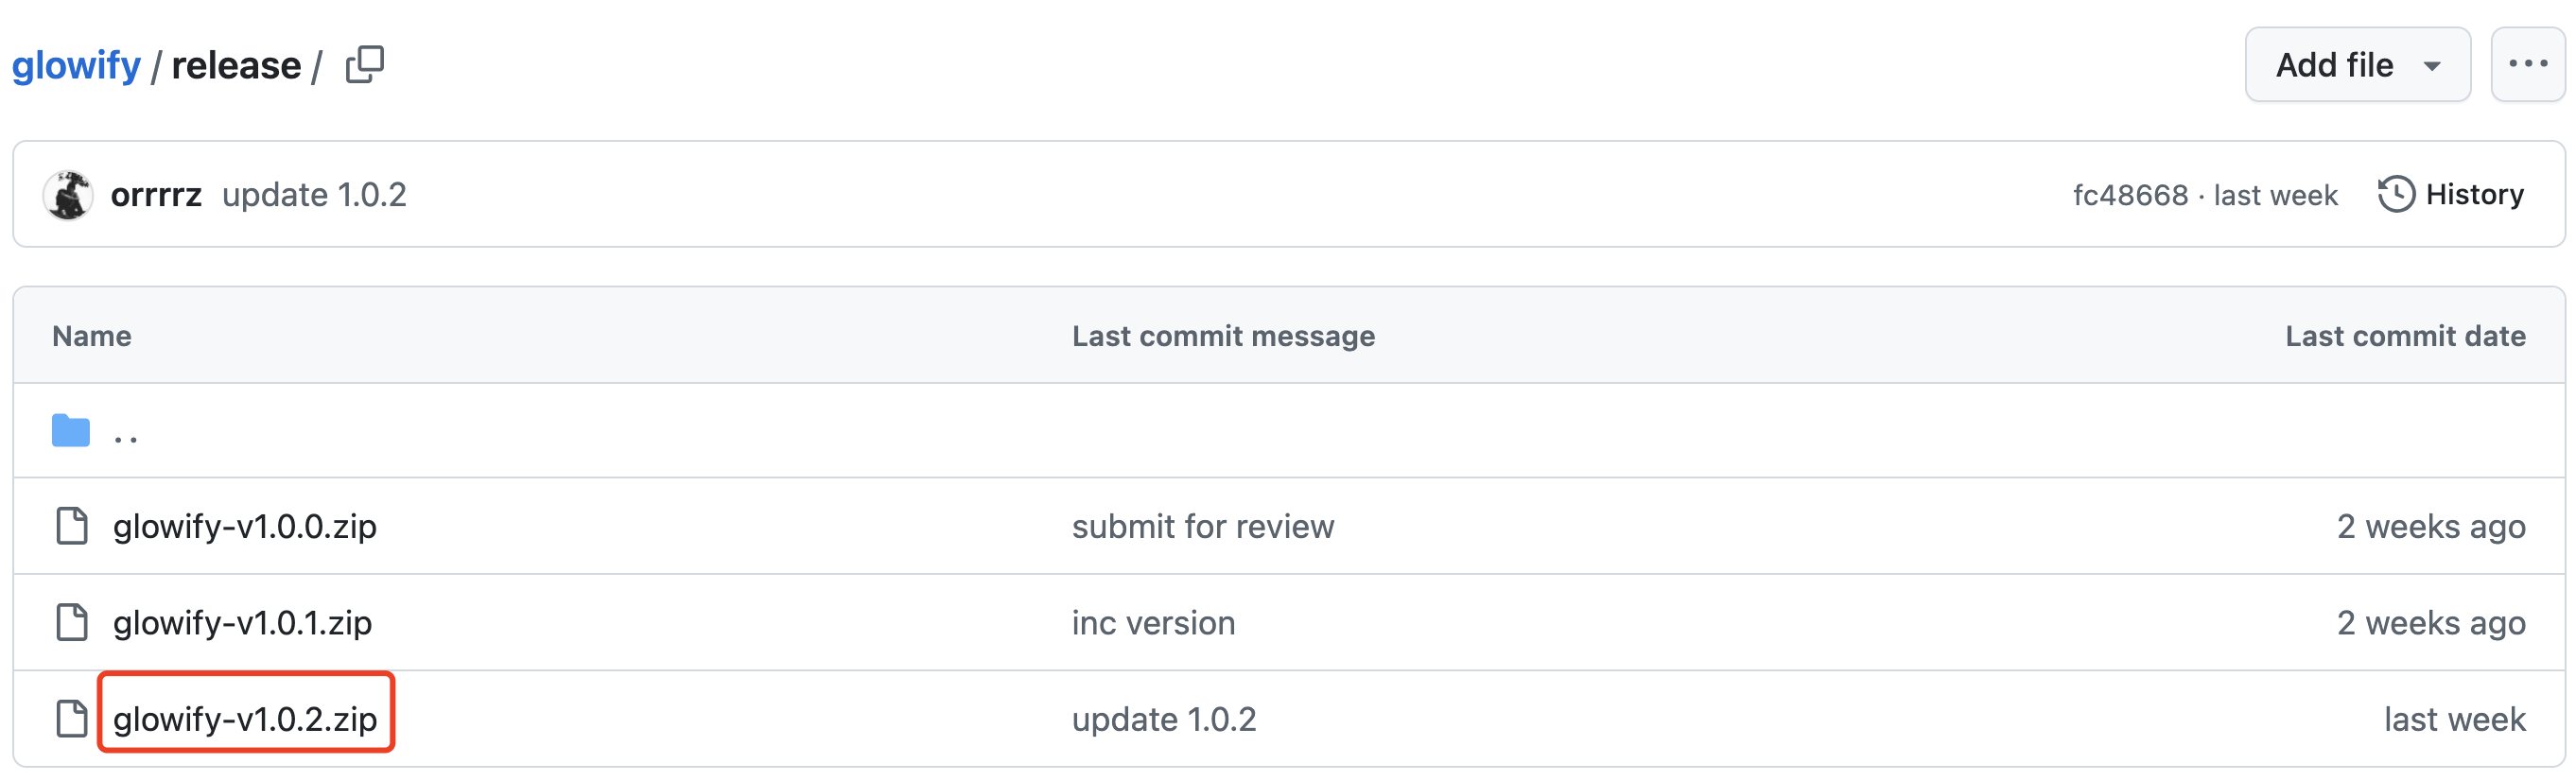 glowify / release /
Add file
orrrrz update 1.0.2
fc48668 · last week
History
Name Last commit message Last commit date
..
glowify-v1.0.0.zip submit for review 2 weeks ago
glowify-v1.0.1.zip inc version 2 weeks ago
glowify-v1.0.2.zip update 1.0.2 last week